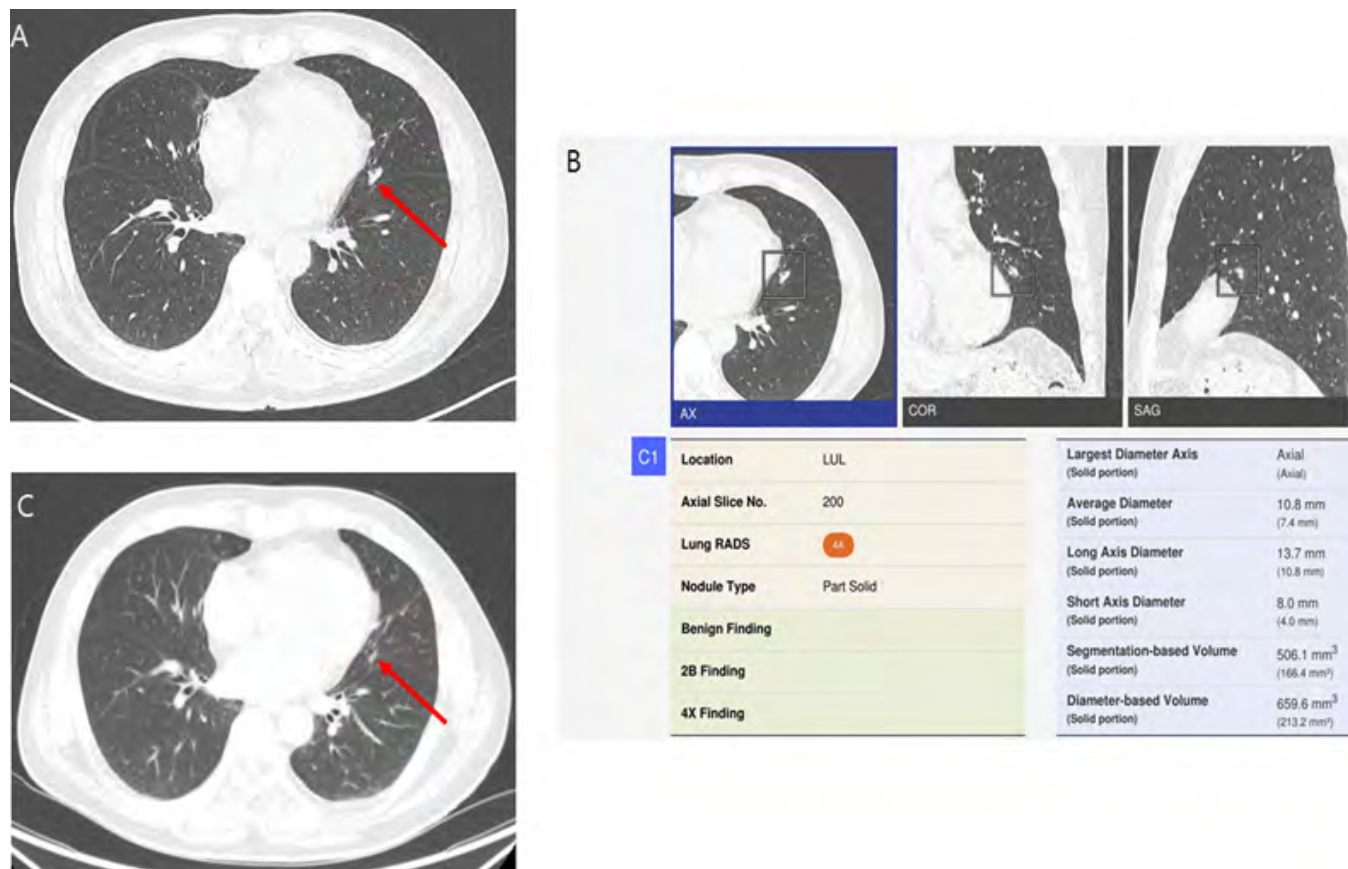 A
B
AX
COR
SAG
C1
Location LUL
Axial Slice No. 200
Lung RADS 4A
Nodule Type Part Solid
Benign Finding
2B Finding
4X Finding
Largest Diameter Axis Axial
(Solid portion) (Axial)
Average Diameter 10.8 mm
(Solid portion) (7.4 mm)
Long Axis Diameter 13.7 mm
(Solid portion) (10.8 mm)
Short Axis Diameter 8.0 mm
(Solid portion) (4.0 mm)
Segmentation-based Volume 506.1 mm³
(Solid portion) (166.4 mm³)
Diameter-based Volume 659.6 mm³
(Solid portion) (213.2 mm³)
C